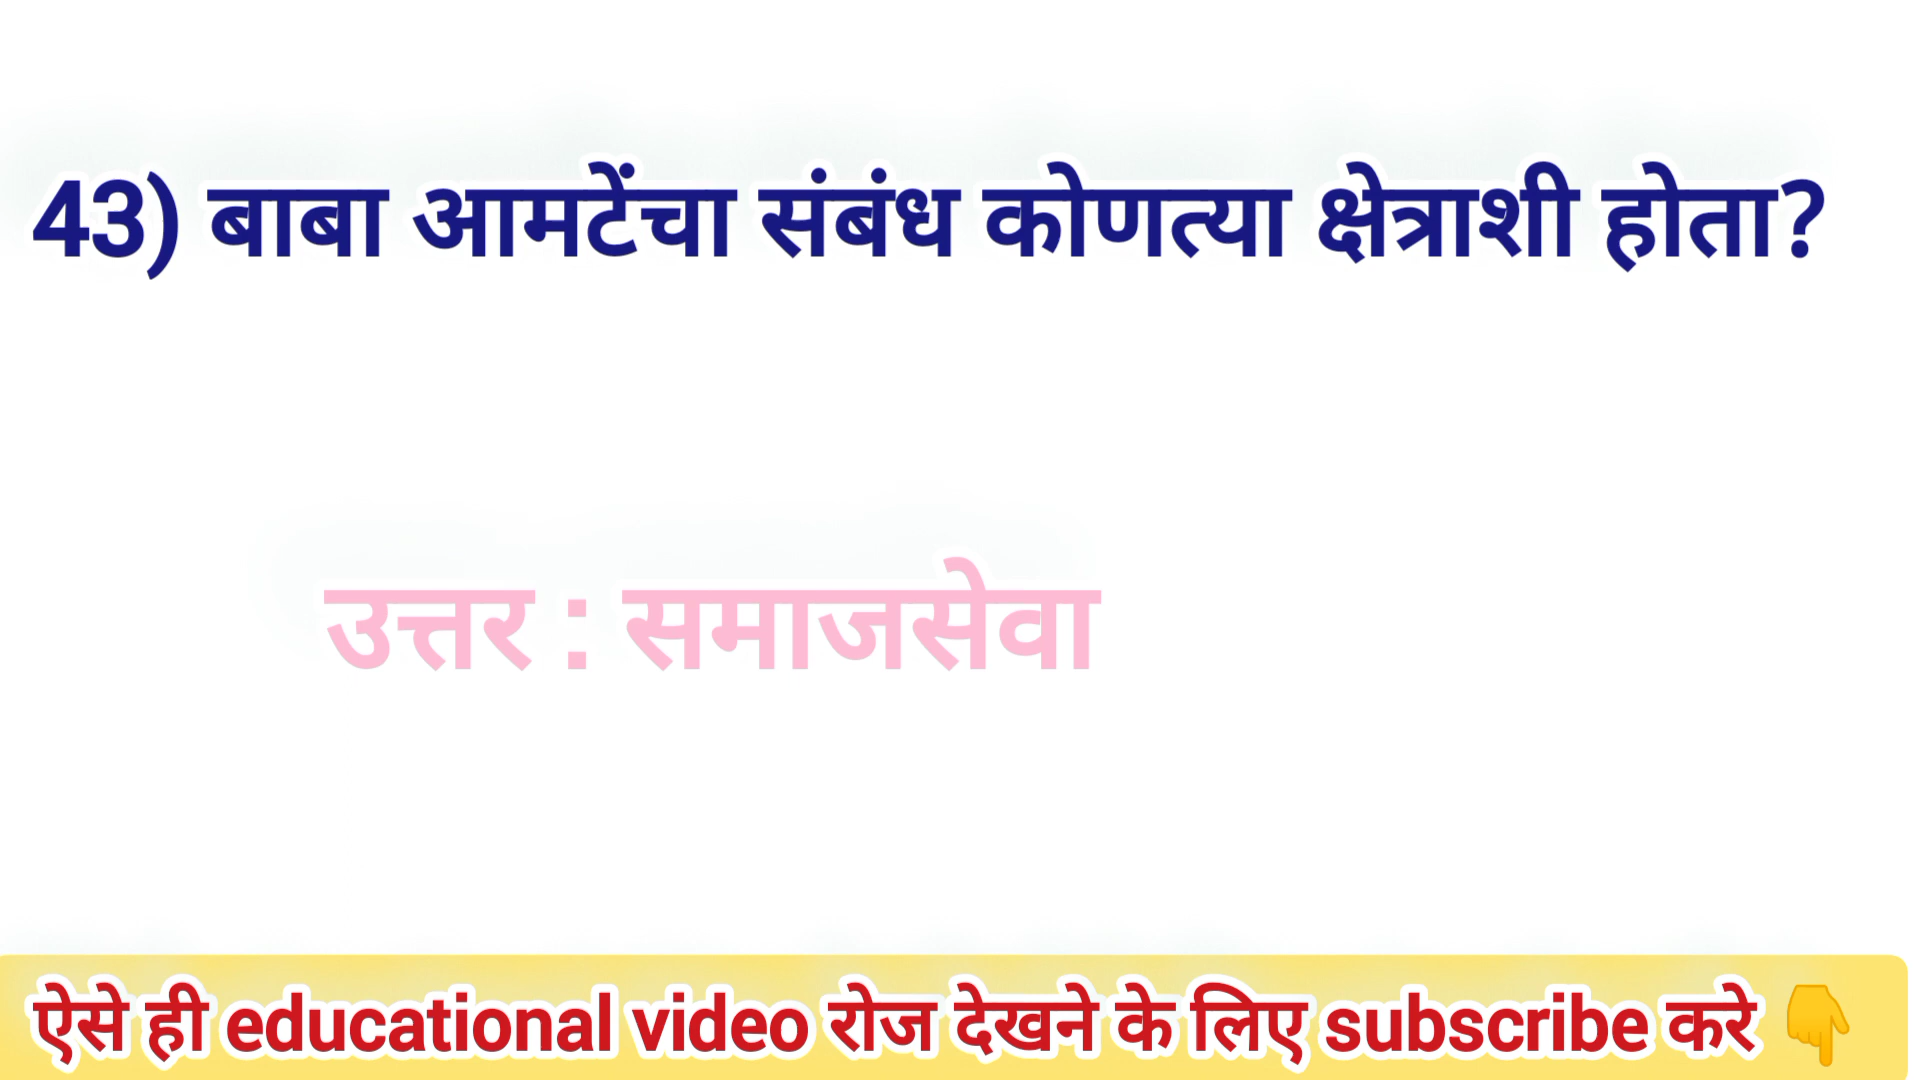 43) बाबा आमटेंचा संबंध कोणत्या क्षेत्राशी होता?
उत्तर : समाजसेवा
ऐसे ही educational video रोज देखने के लिए subscribe करे 👇